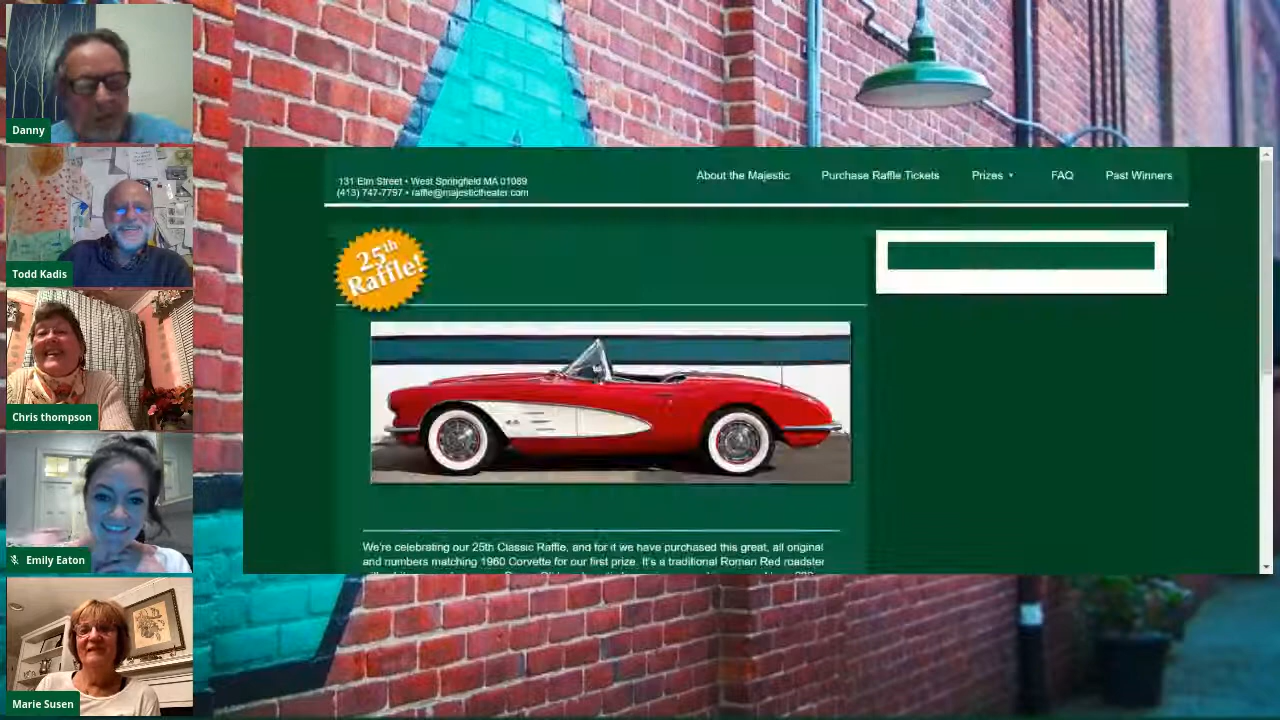 Danny
Todd Kadis
Chris thompson
Emily Eaton
Marie Susen
131 Elm Street • West Springfield MA 01089
(413) 747-7797 • raffle@majestictheater.com
About the Majestic
Purchase Raffle Tickets
Prizes
FAQ
Past Winners
25th
Raffle!
We're celebrating our 25th Classic Raffle, and for it we have purchased this great, all original
and numbers matching 1960 Corvette for our first prize. It's a traditional Roman Red roadster